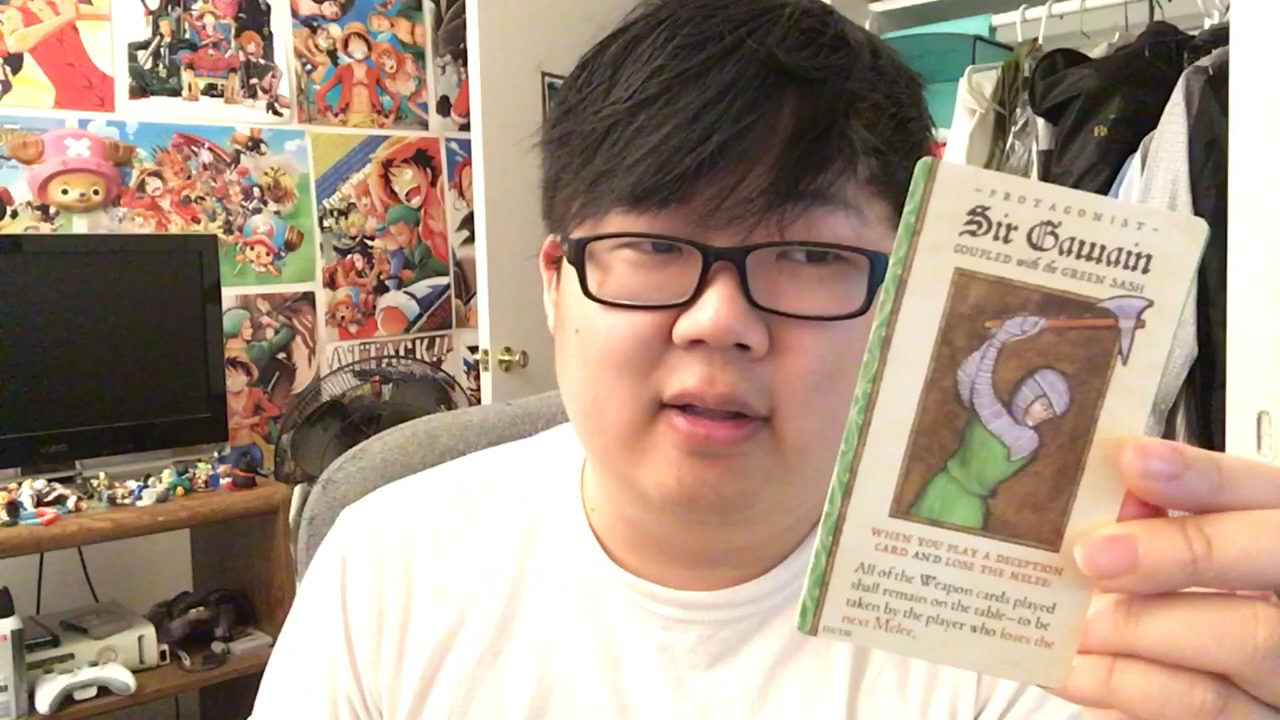 ATTACK!!
-PROTAGONIST-
Sir Gawain
COUPLED with the GREEN SASH
WHEN YOU PLAY A DECEPTION
CARD AND LOSE THE MELEE:
All of the Weapon cards played
shall remain on the table—to be
taken by the player who loses the
next Melee.